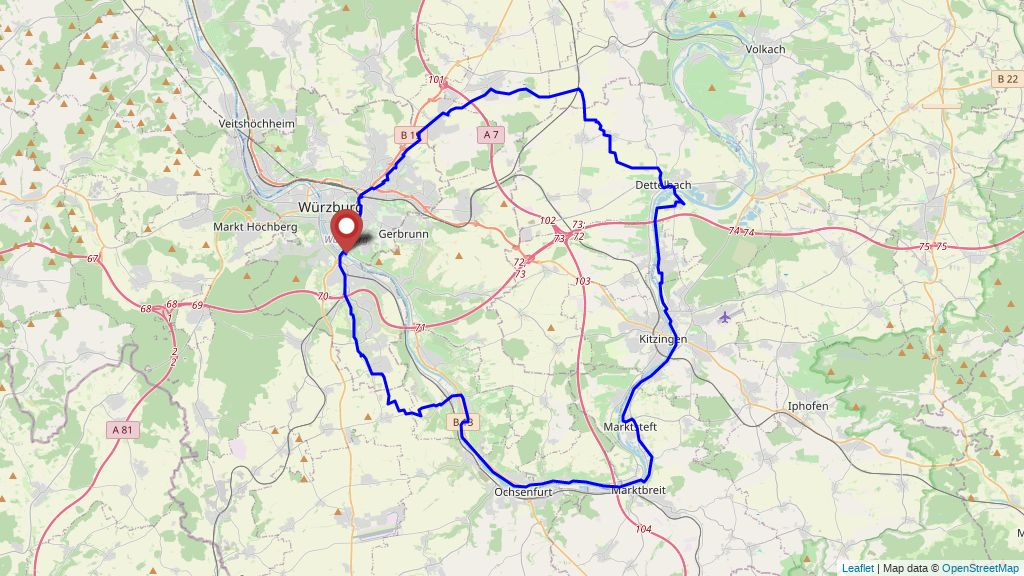 Volkach
B 22
101
Veitshöchheim
B 19
A 7
Dettelbach
Würzburg
Markt Höchberg
Gerbrunn
102
73;
72
74
74
75
75
73
72
73
67
103
68
68
69
1
70
71
Kitzingen
2
2
Iphofen
A 81
Marktsteft
Ochsenfurt
Marktbreit
104
Leaflet | Map data © OpenStreetMap